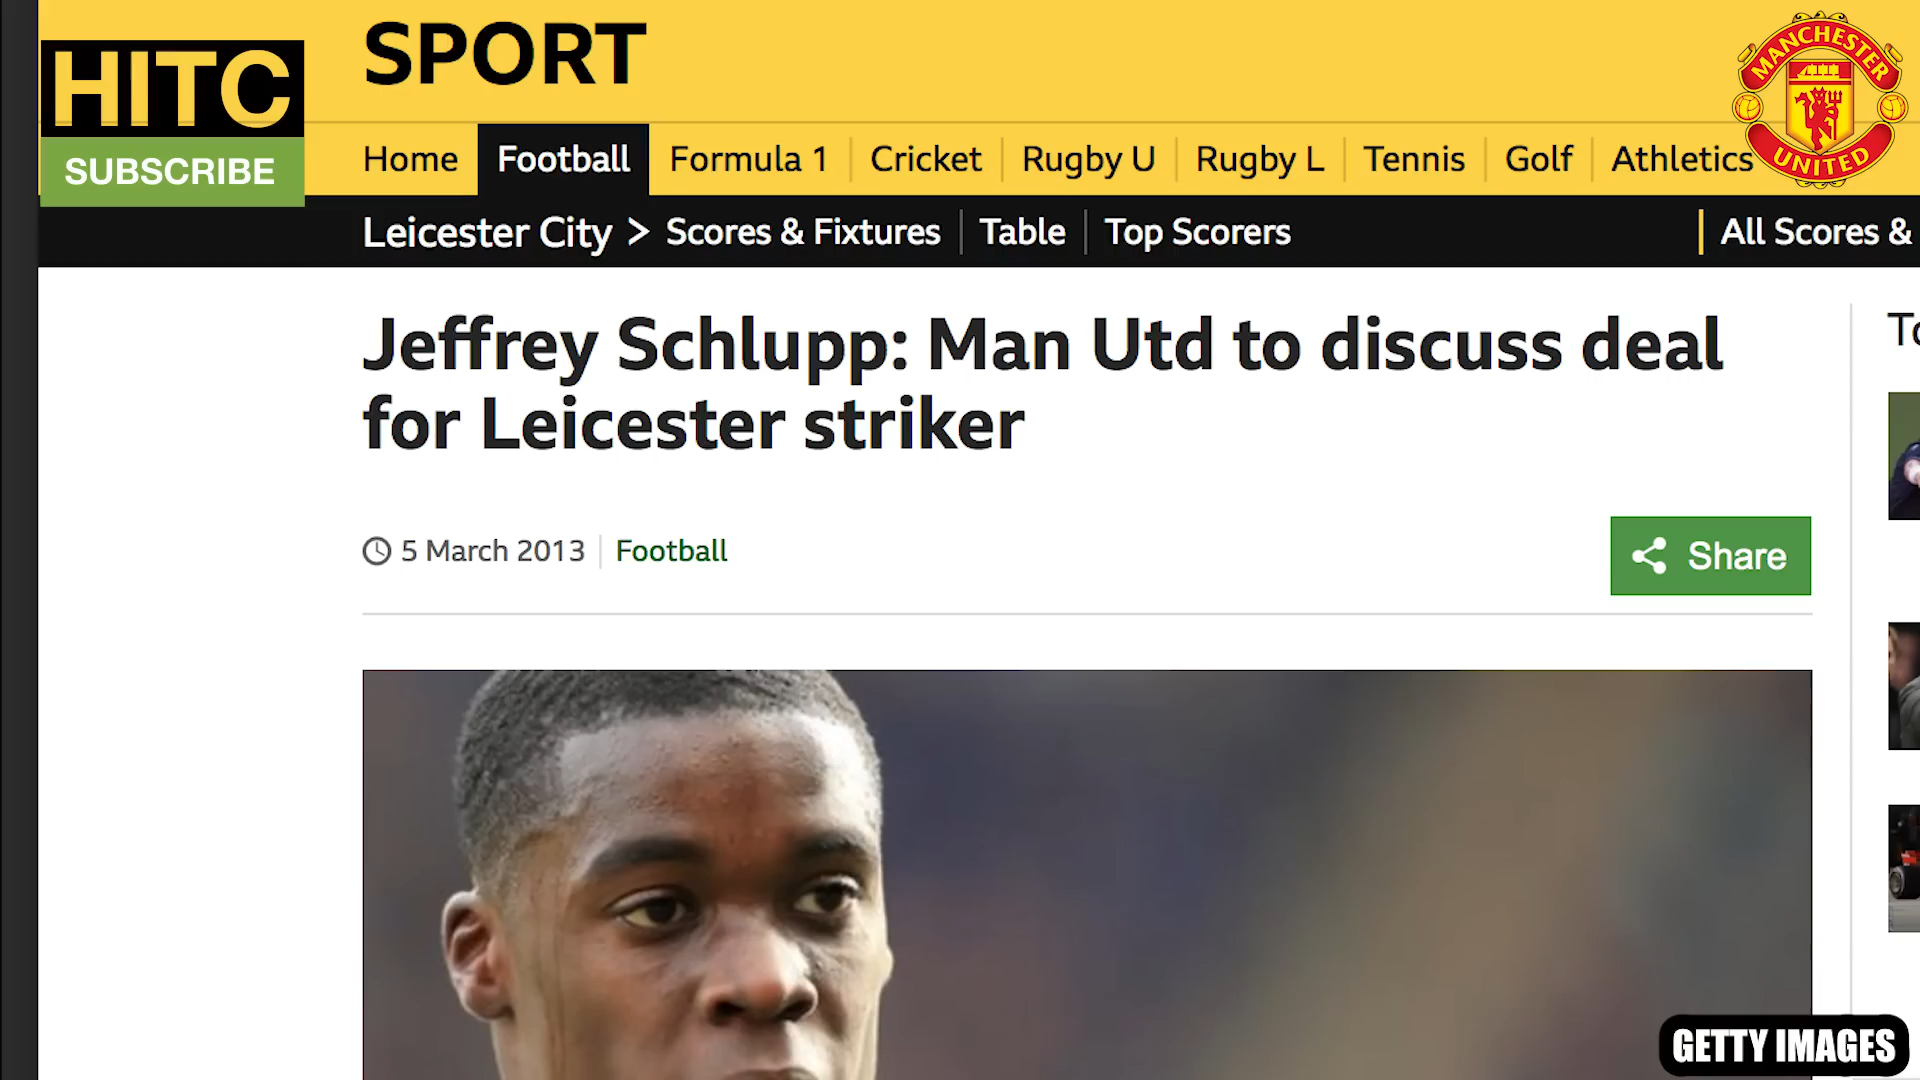 HITC
SUBSCRIBE
SPORT
MANCHESTER
UNITED
Home
Football
Formula 1
Cricket
Rugby U
Rugby L
Tennis
Golf
Athletics
Leicester City > Scores & Fixtures
Table
Top Scorers
All Scores &
Jeffrey Schlupp: Man Utd to discuss deal
for Leicester striker
5 March 2013
Football
Share
GETTY IMAGES